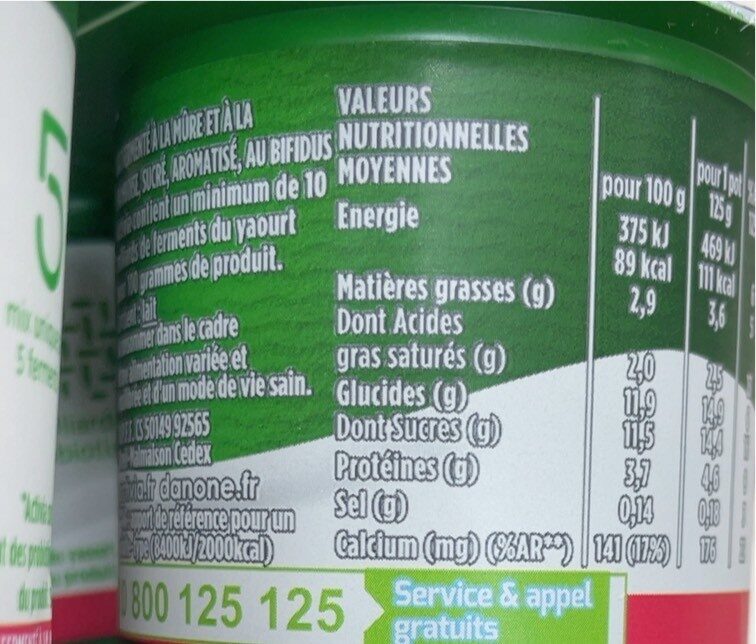 5
À LA MÛRE ET À LA
SUCRÉ, AROMATISÉ, AU BIFIDUS
contient un minimum de 10
de ferments du yaourt
grammes de produit.
lait
dans le cadre
alimentation variée et
et d'un mode de vie sain.
CS 50149 92565
Malmaison Cedex
danone.fr
de référence pour un
(8400kJ/2000kcal)
VALEURS
NUTRITIONNELLES
MOYENNES
pour 100 g
pour 1 pot
125 g
Energie 375 kJ 469 kJ
89 kcal 111 kcal
Matières grasses (g) 2,9 3,6
Dont Acides
gras saturés (g) 2,0 2,5
Glucides (g) 11,9 14,9
Dont Sucres (g) 11,5 14,4
Protéines (g) 3,7 4,6
Sel (g) 0,14 0,18
Calcium (mg) (%AR**) 141 (17%) 176
0 800 125 125
Service & appel
gratuits